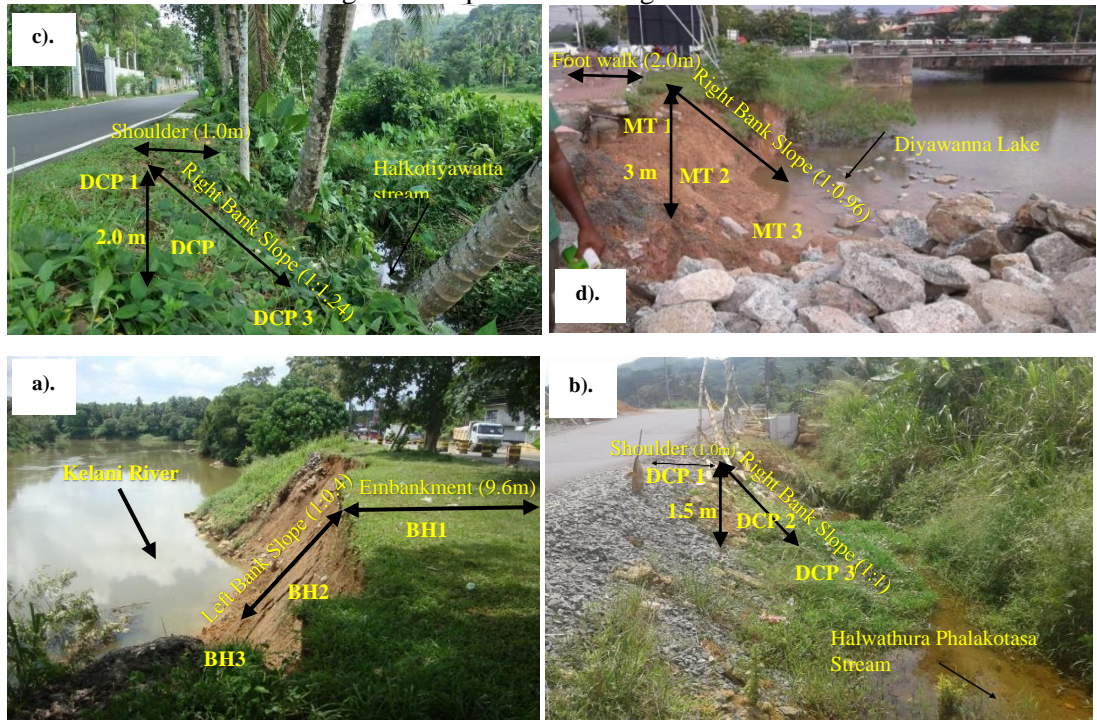 c).
Shoulder (1.0m)
DCP 1
Right Bank Slope (1:1.24)
Halkotiyawatta
stream
2.0 m
DCP
DCP 3
Foot walk (2.0m)
Right Bank Slope (1:0.96)
MT 1
3 m
MT 2
Diyawanna Lake
MT 3
d).
a).
Kelani River
Embankment (9.6m)
Left Bank Slope (1:0.4)
BH1
BH2
BH3
b).
Shoulder (1.0m)
DCP 1
Right Bank Slope (1:1)
1.5 m
DCP 2
DCP 3
Halwathura Phalakotasa
Stream